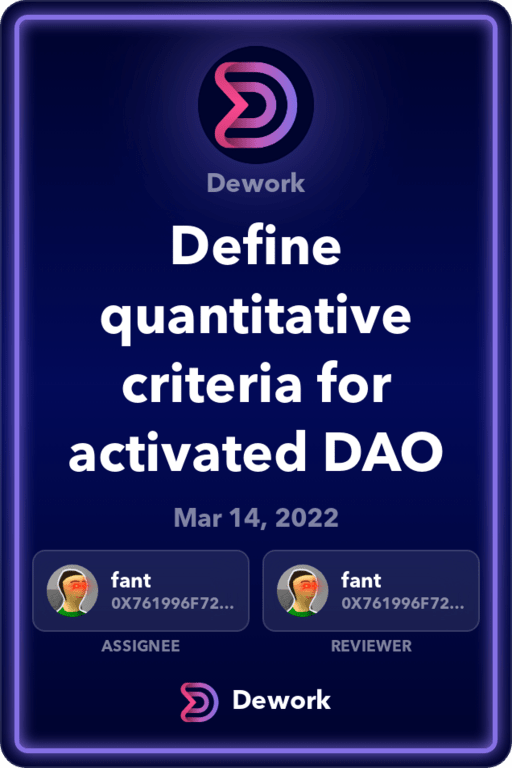 Dework
Define
quantitative
criteria for
activated DAO
Mar 14, 2022
fant
0X761996F72...
ASSIGNEE
fant
0X761996F72...
REVIEWER
Dework